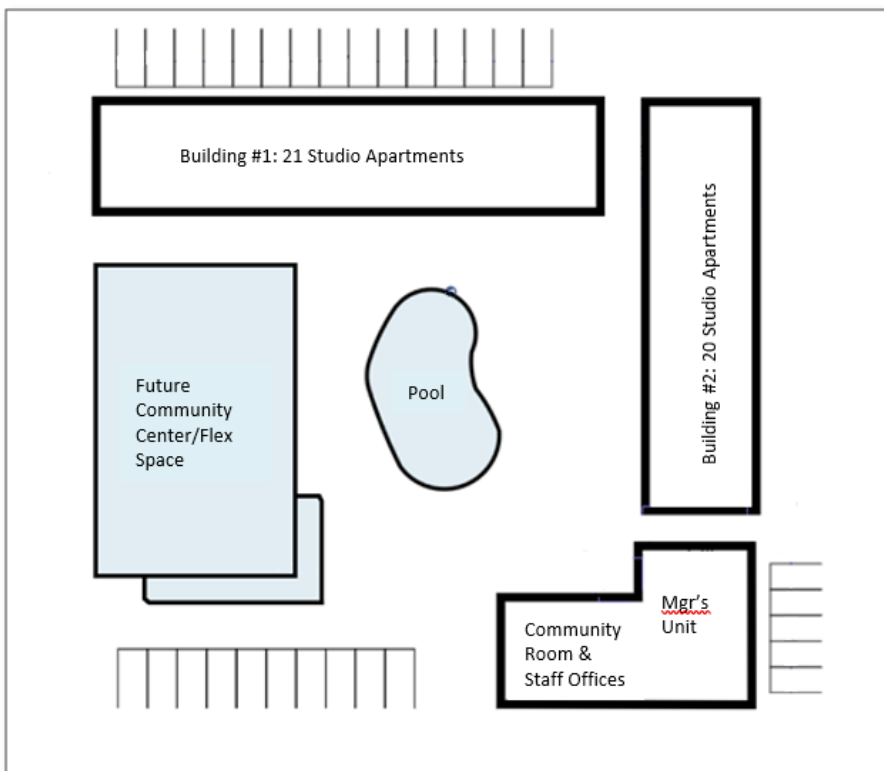 Building #1: 21 Studio Apartments
Building #2: 20 Studio Apartments
Future
Community
Center/Flex
Space
Pool
Mgr's
Unit
Community
Room &
Staff Offices